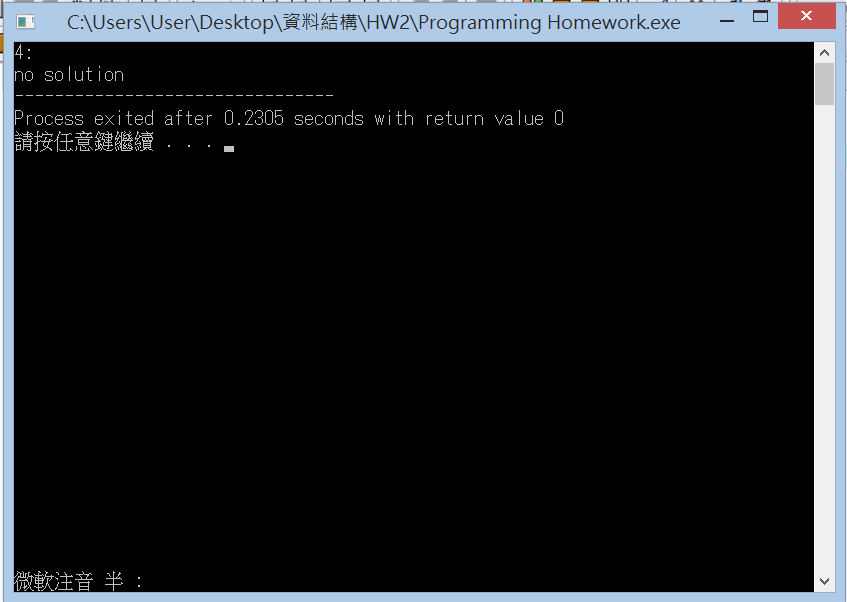 C:\Users\User\Desktop\資料結構\HW2\Programming Homework.exe
4:
no solution
--------------------------------
Process exited after 0.2305 seconds with return value 0
請按任意鍵繼續 . . .
微軟注音 半 :